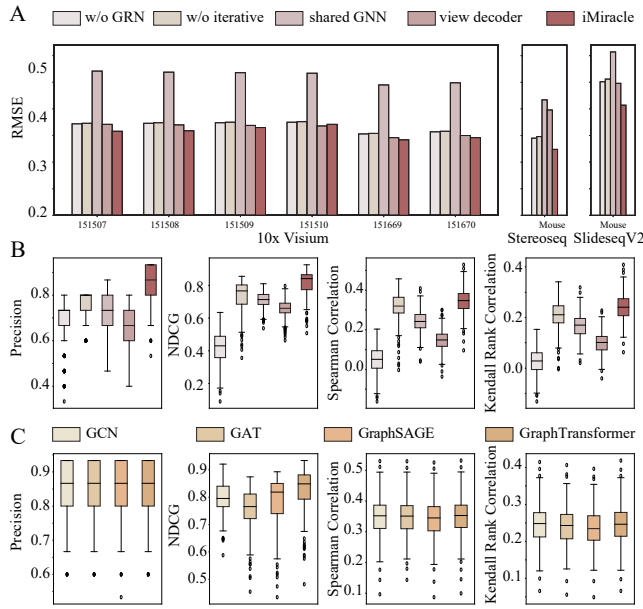 A
w/o GRN w/o iterative shared GNN view decoder iMiracle
RMSE
0.5
0.4
0.3
0.2
151507 151508 151509 151510 151669 151670 Mouse Mouse
10x Visium Stereoseq SlideseqV2
B
Precision
0.8
0.6
0.4
NDCG
0.8
0.6
0.4
0.2
Spearman Correlation
0.4
0.2
0.0
Kendall Rank Correlation
0.2
0.0
C
GCN GAT GraphSAGE GraphTransformer
Precision
0.9
0.8
0.7
0.6
NDCG
0.9
0.8
0.7
0.6
0.5
Spearman Correlation
0.5
0.4
0.3
0.2
0.1
Kendall Rank Correlation
0.4
0.3
0.2
0.1
0.0